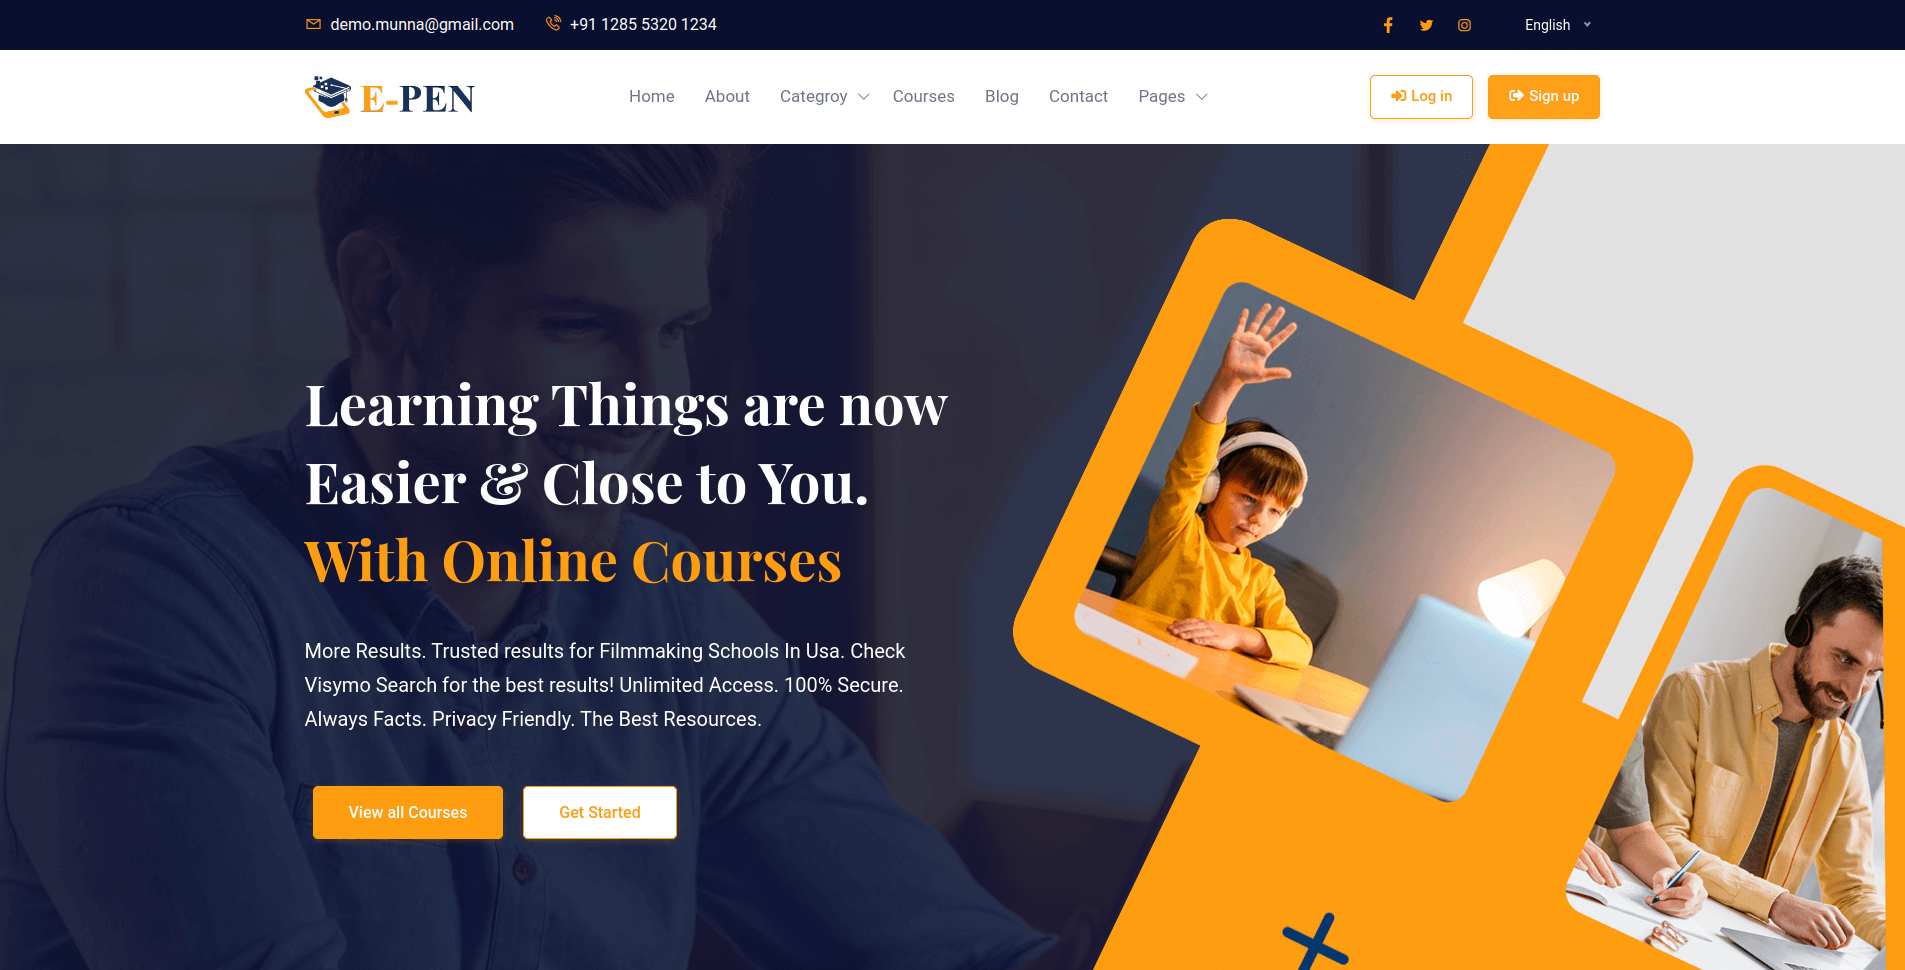 demo.munna@gmail.com +91 1285 5320 1234 English
E-PEN Home About Categroy Courses Blog Contact Pages Log in Sign up
Learning Things are now
Easier & Close to You.
With Online Courses
More Results. Trusted results for Filmmaking Schools In Usa. Check
Visymo Search for the best results! Unlimited Access. 100% Secure.
Always Facts. Privacy Friendly. The Best Resources.
View all Courses Get Started